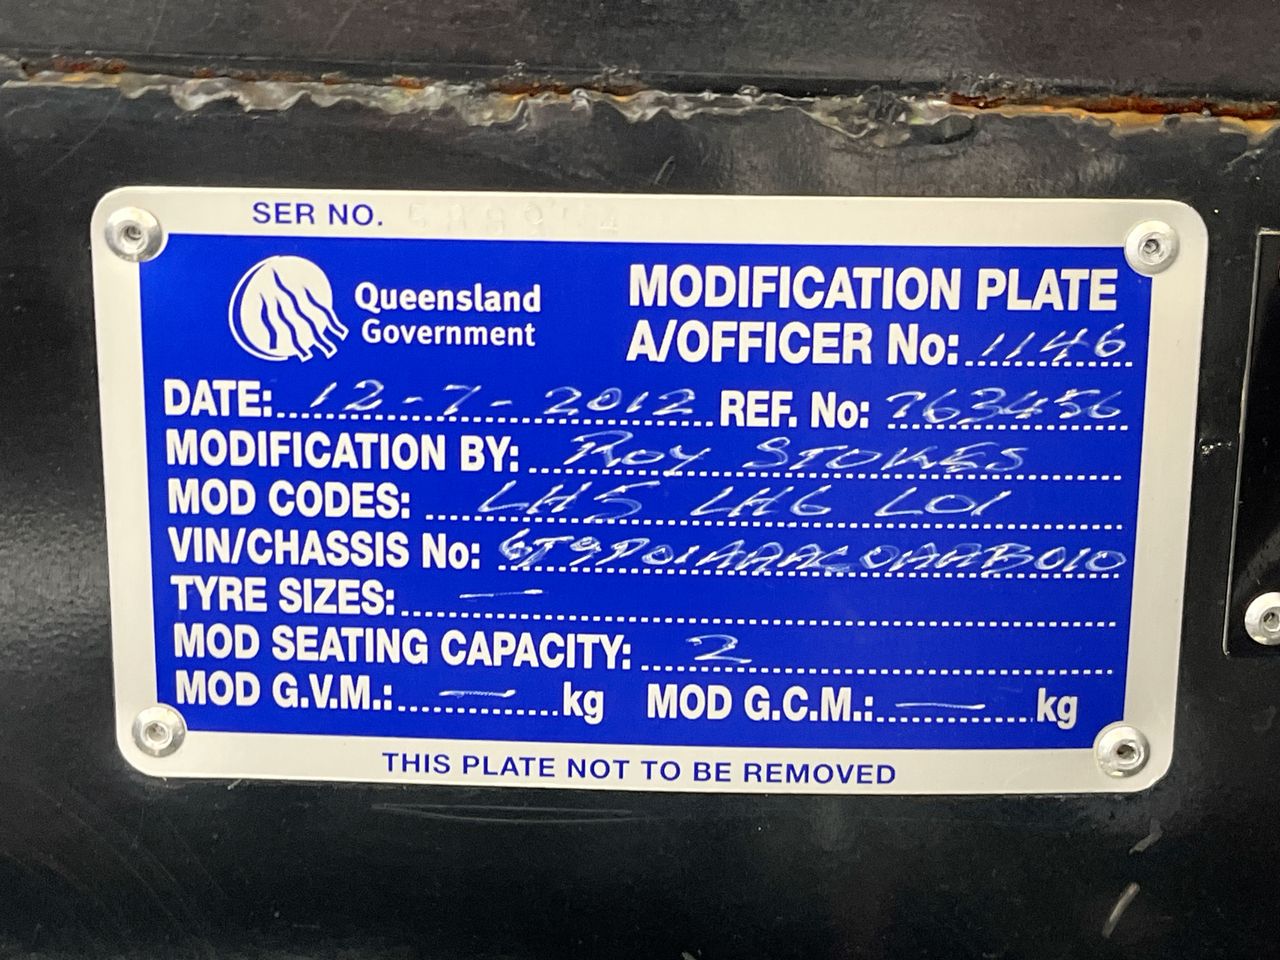 SER NO.
Queensland Government
MODIFICATION PLATE
A/OFFICER No: 1146
DATE: 12-7-2012 REF. No: 763456
MODIFICATION BY: ROY STOKES
MOD CODES: LH5 LH6 LO1
VIN/CHASSIS No:
TYRE SIZES: —
MOD SEATING CAPACITY: 2
MOD G.V.M.: — kg MOD G.C.M.: — kg
THIS PLATE NOT TO BE REMOVED